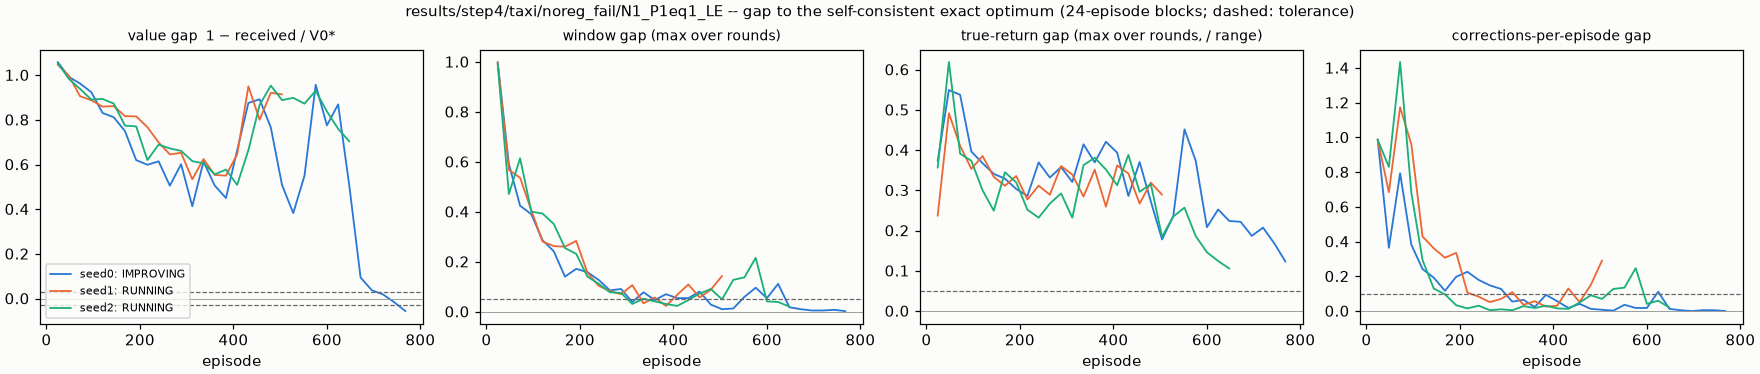 results/step4/taxi/noreg_fail/N1_P1eq1_LE -- gap to the self-consistent exact optimum (24-episode blocks; dashed: tolerance)
value gap  1 − received / V0*
1.0
0.8
0.6
0.4
0.2
0.0
seed0: IMPROVING
seed1: RUNNING
seed2: RUNNING
0 200 400 600 800
episode
window gap (max over rounds)
1.0
0.8
0.6
0.4
0.2
0.0
0 200 400 600 800
episode
true-return gap (max over rounds, / range)
0.6
0.5
0.4
0.3
0.2
0.1
0.0
0 200 400 600 800
episode
corrections-per-episode gap
1.4
1.2
1.0
0.8
0.6
0.4
0.2
0.0
0 200 400 600 800
episode